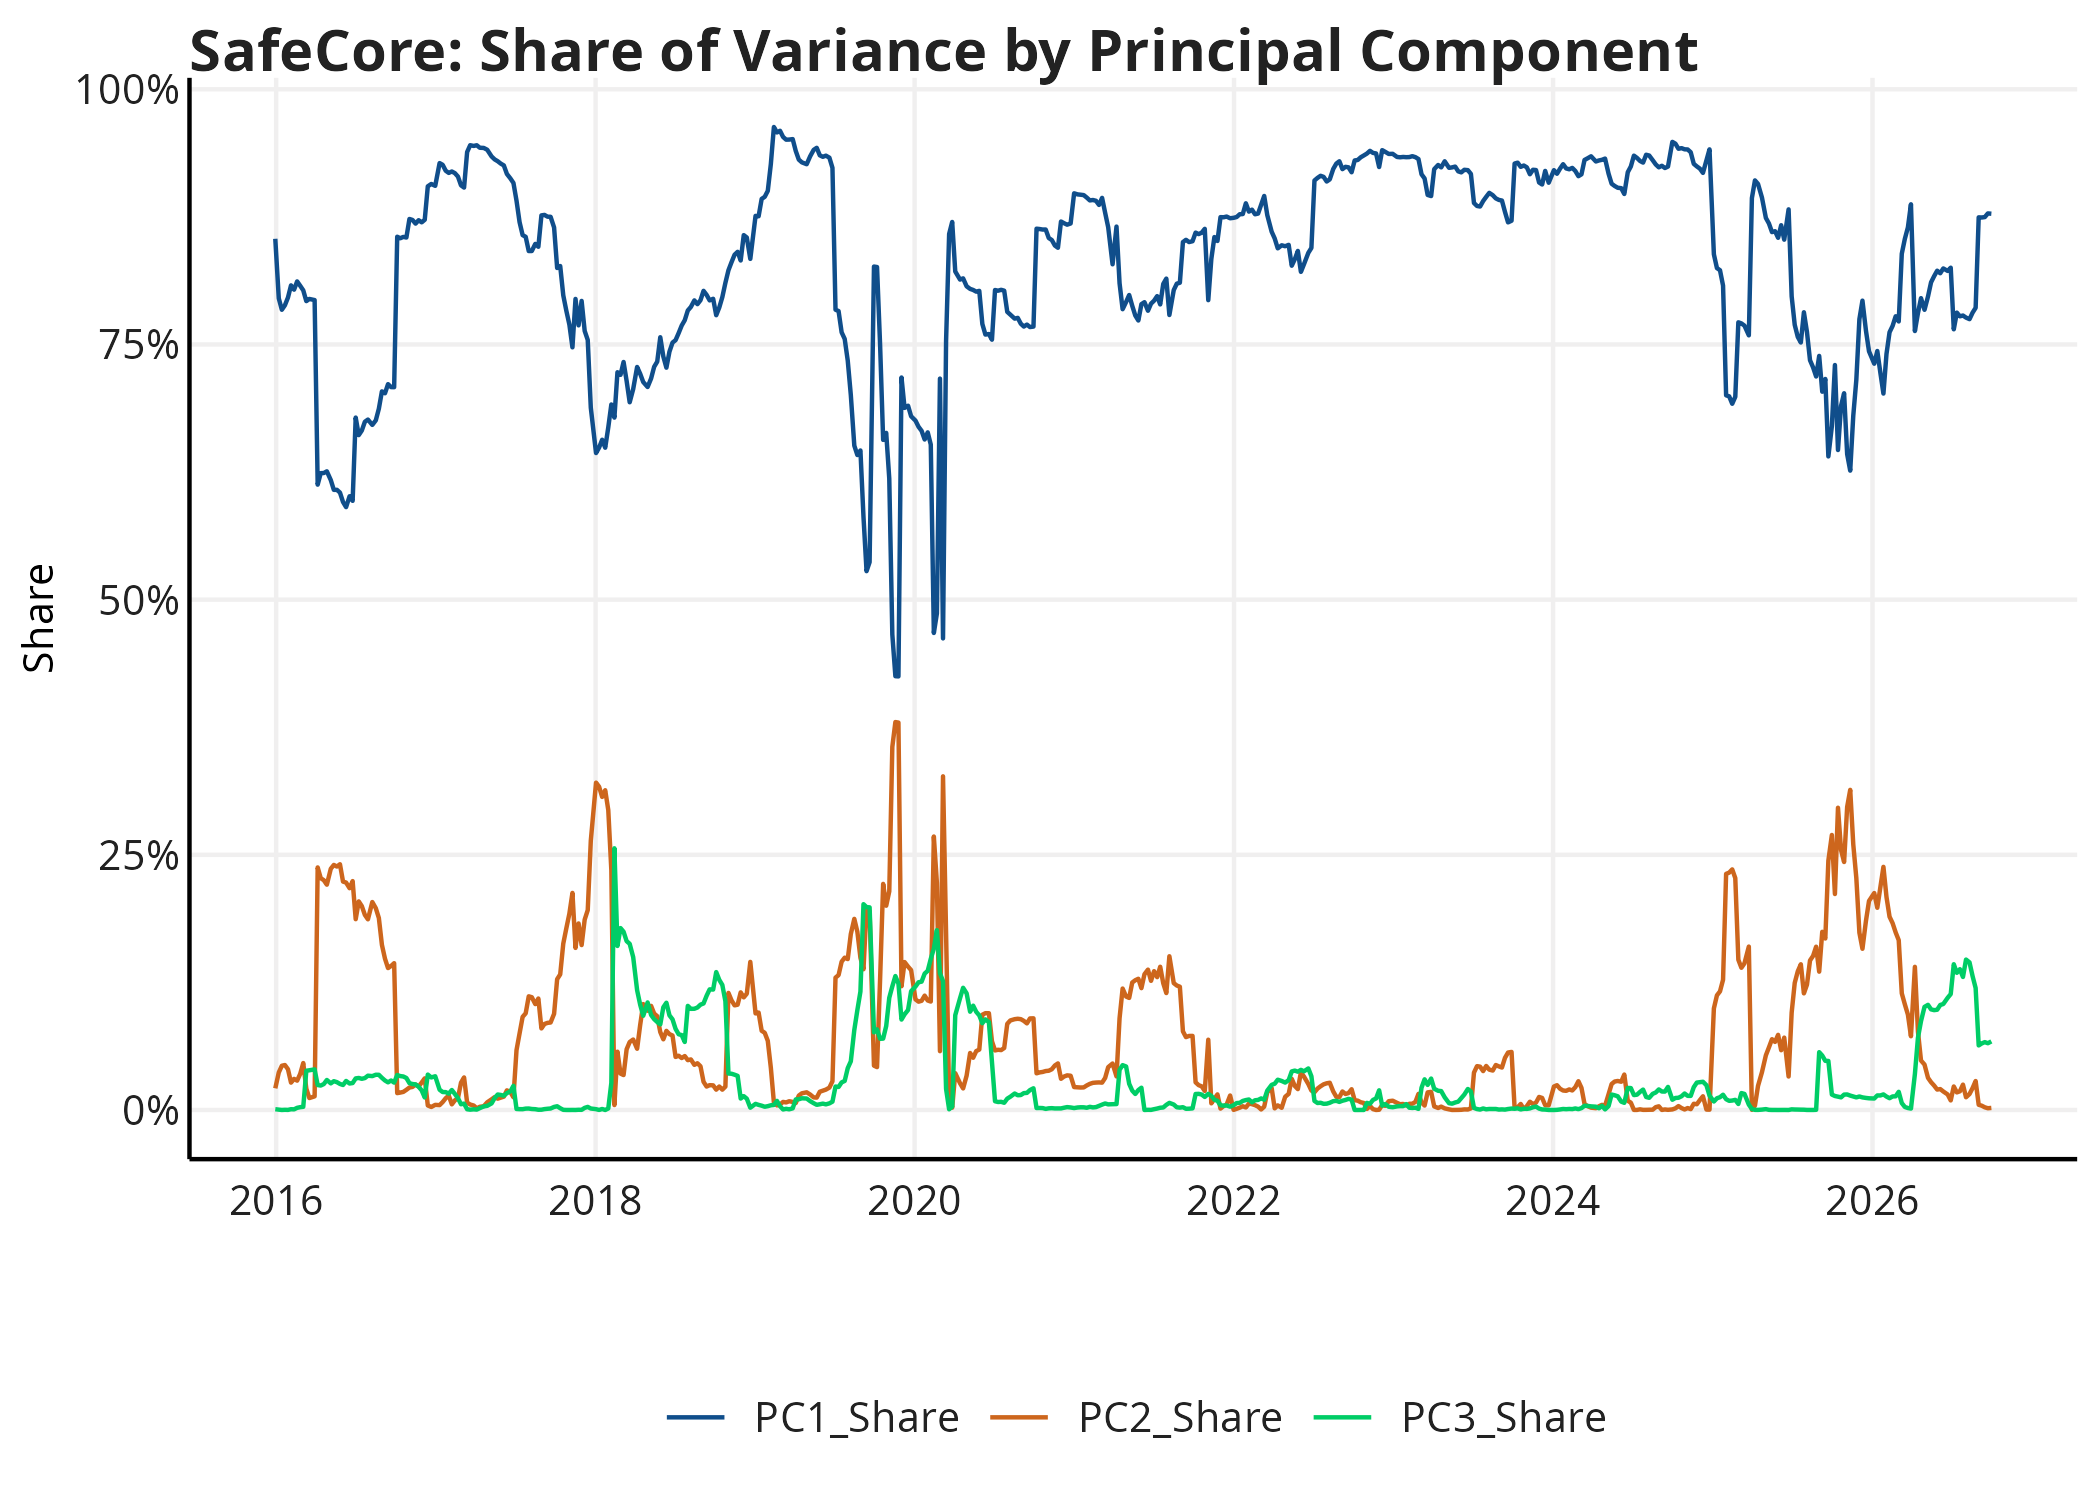 SafeCore: Share of Variance by Principal Component
100%
75%
50%
25%
0%
Share
2016 2018 2020 2022 2024 2026
PC1_Share PC2_Share PC3_Share